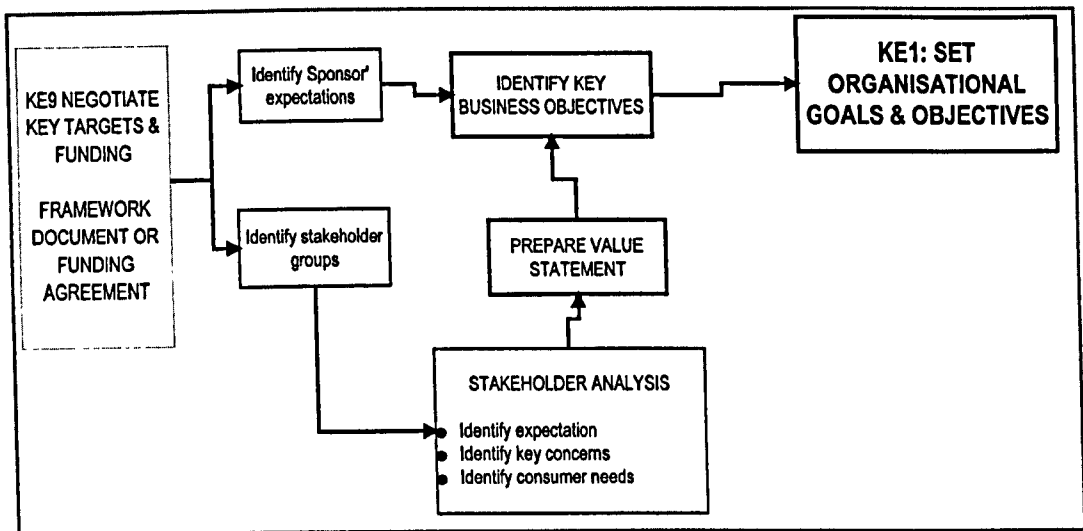 KE9 NEGOTIATE
KEY TARGETS &
FUNDING
FRAMEWORK
DOCUMENT OR
FUNDING
AGREEMENT
Identify Sponsor'
expectations
Identify stakeholder
groups
IDENTIFY KEY
BUSINESS OBJECTIVES
PREPARE VALUE
STATEMENT
STAKEHOLDER ANALYSIS
● Identify expectation
● Identify key concerns
● Identify consumer needs
KE1: SET
ORGANISATIONAL
GOALS & OBJECTIVES